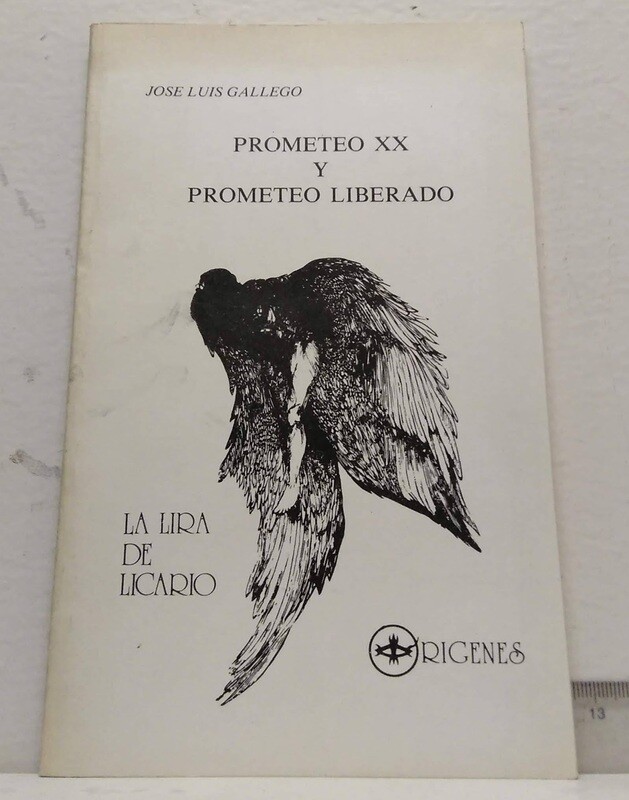 JOSE LUIS GALLEGO
PROMETEO XX
Y
PROMETEO LIBERADO
LA LIRA
DE
LICARIO
ORIGENES
13